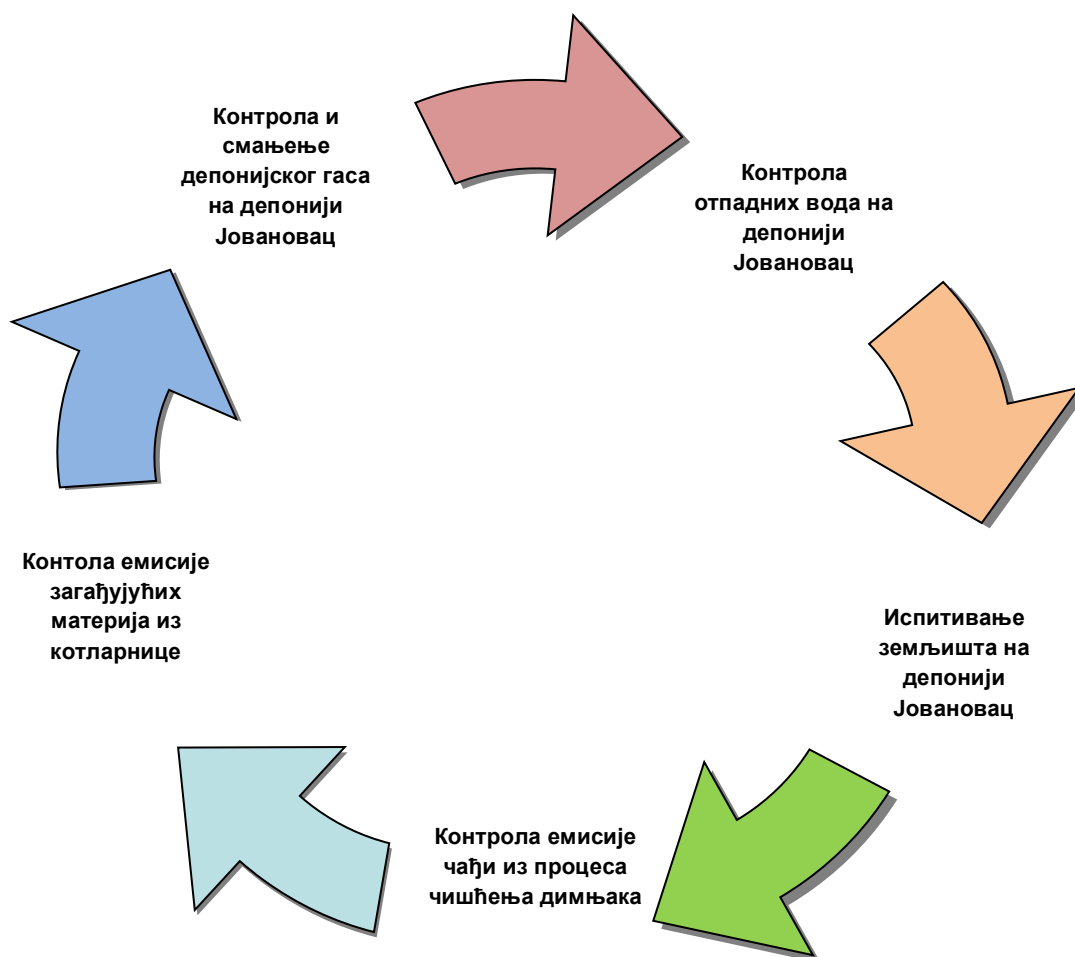 Контрола и
смањење
депонијског гаса
на депонији
Јовановац
Контрола
отпадних вода на
депонији
Јовановац
Испитивање
земљишта на
депонији
Јовановац
Контрола емисије
чађи из процеса
чишћења димњака
Контола емисије
загађујућих
материја из
котларнице